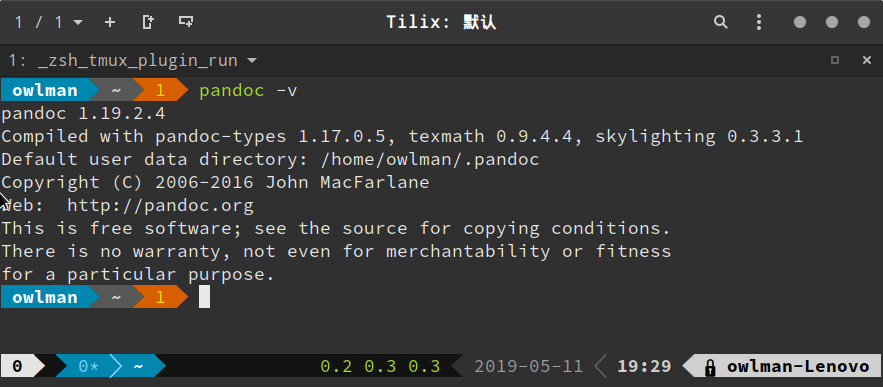 1 / 1 Tilix: 默认
1: _zsh_tmux_plugin_run
owlman ~ 1 pandoc -v
pandoc 1.19.2.4
Compiled with pandoc-types 1.17.0.5, texmath 0.9.4.4, skylighting 0.3.3.1
Default user data directory: /home/owlman/.pandoc
Copyright (C) 2006-2016 John MacFarlane
Web:  http://pandoc.org
This is free software; see the source for copying conditions.
There is no warranty, not even for merchantability or fitness
for a particular purpose.
owlman ~ 1
0 0* ~ 0.2 0.3 0.3 2019-05-11 19:29 owlman-Lenovo